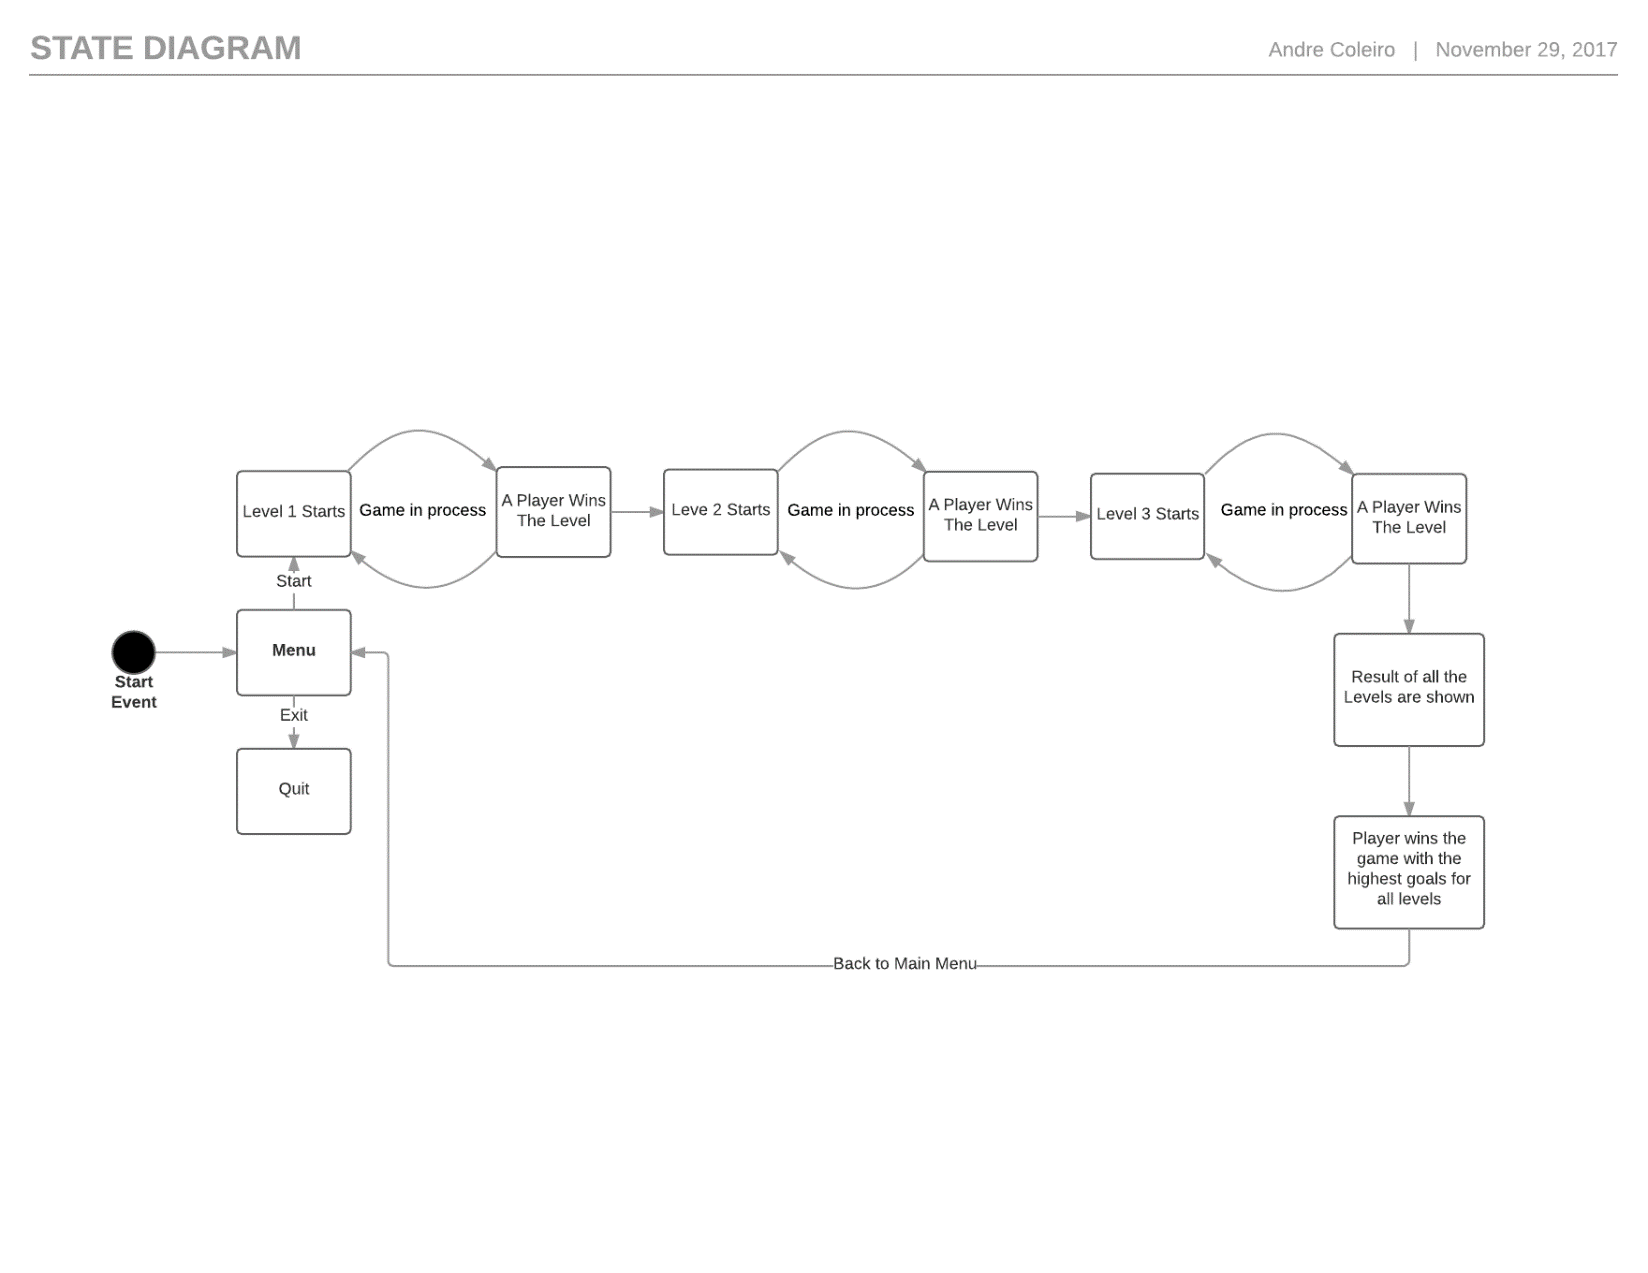 STATE DIAGRAM
Andre Coleiro | November 29, 2017
Level 1 Starts
Game in process
A Player Wins
The Level
Leve 2 Starts
Game in process
A Player Wins
The Level
Level 3 Starts
Game in process
A Player Wins
The Level
Start
Menu
Start
Event
Exit
Quit
Result of all the
Levels are shown
Player wins the
game with the
highest goals for
all levels
Back to Main Menu